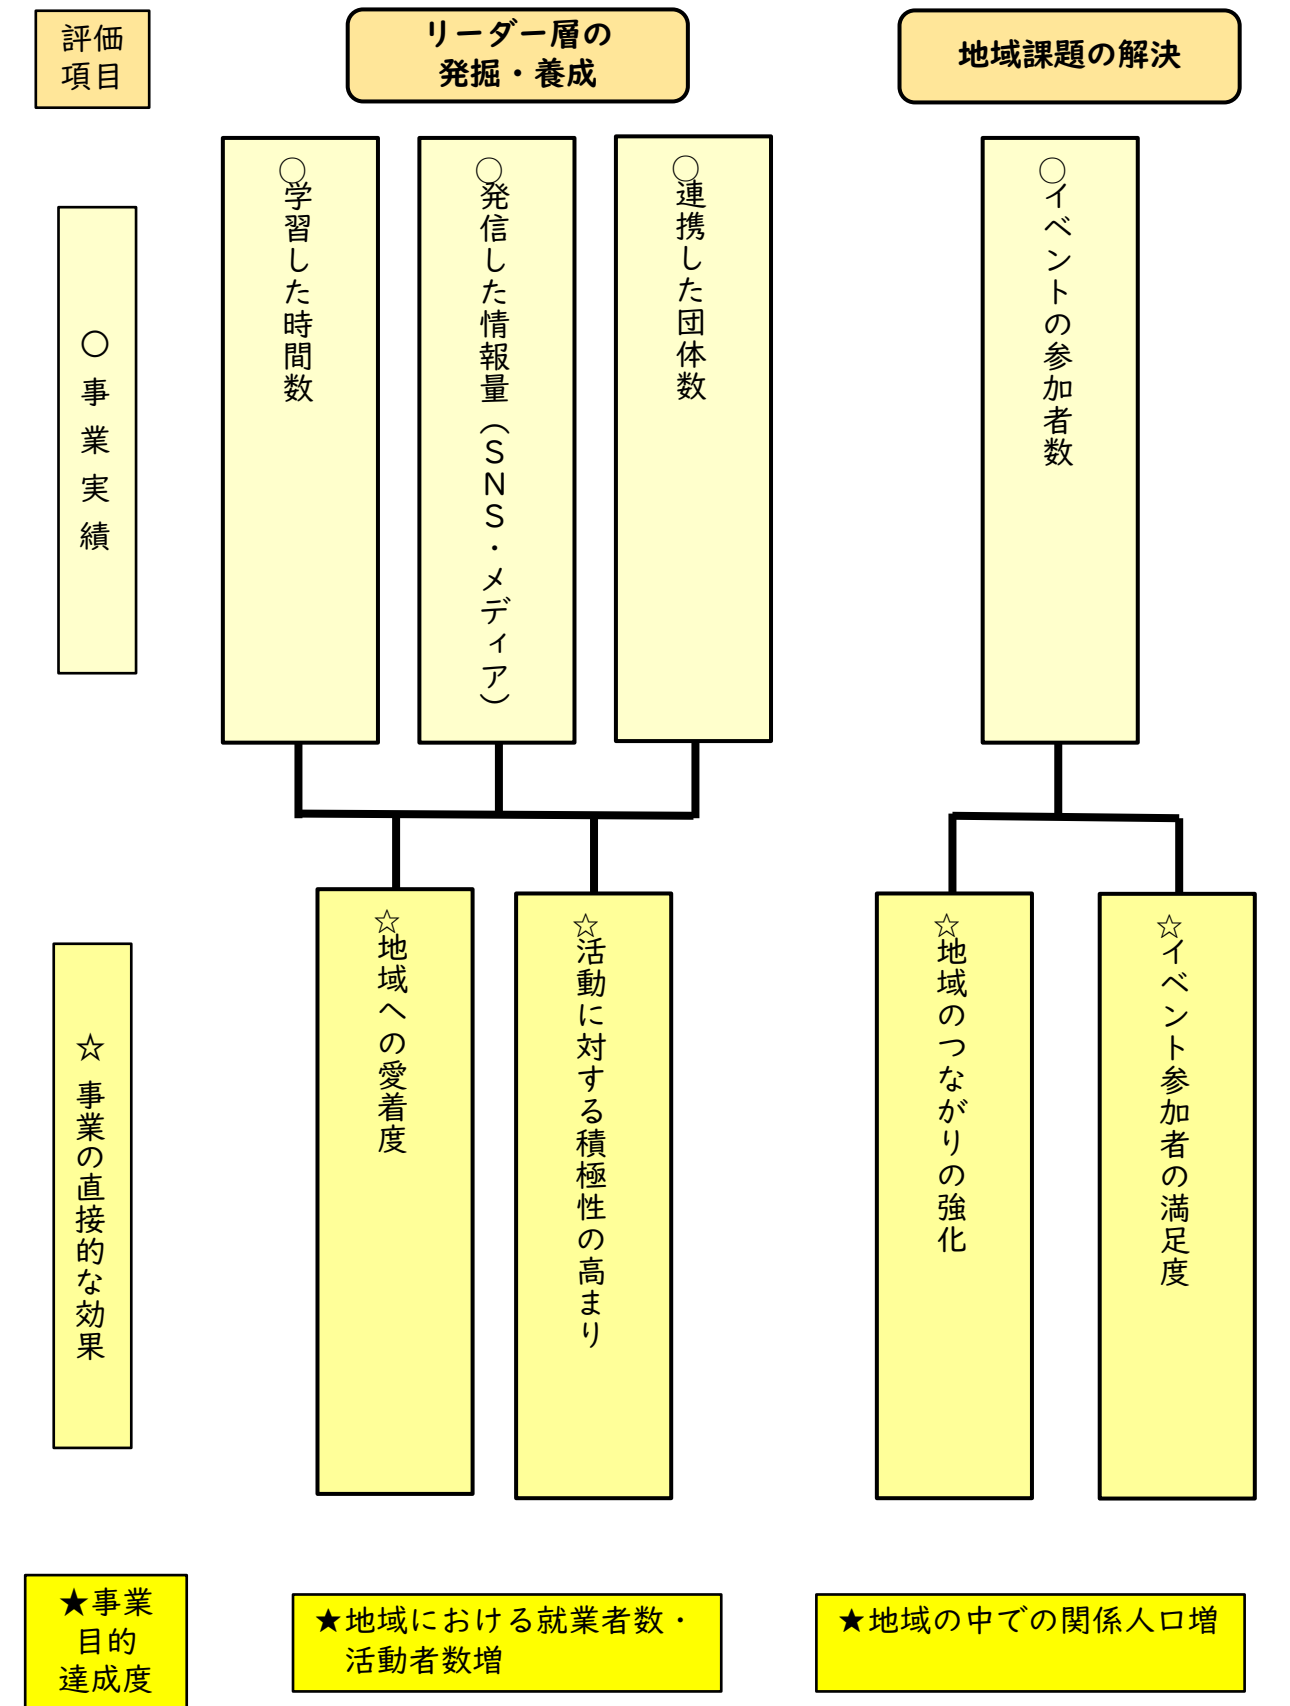 評価
項目
リーダー層の
発掘・養成
地域課題の解決
○事業実績
○学習した時間数
○発信した情報量（ＳＮＳ・メディア）
○連携した団体数
○イベントの参加者数
☆事業の直接的な効果
☆地域への愛着度
☆活動に対する積極性の高まり
☆地域のつながりの強化
☆イベント参加者の満足度
★事業
目的
達成度
★地域における就業者数・
活動者数増
★地域の中での関係人口増